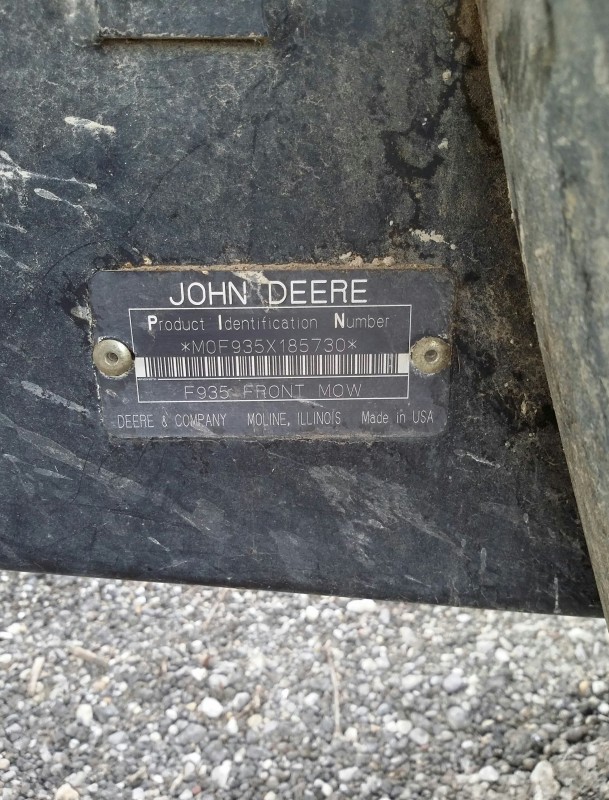 JOHN DEERE
Product Identification Number
*M0F935X185730*
F935 FRONT MOW
DEERE & COMPANY MOLINE, ILLINOIS Made in USA